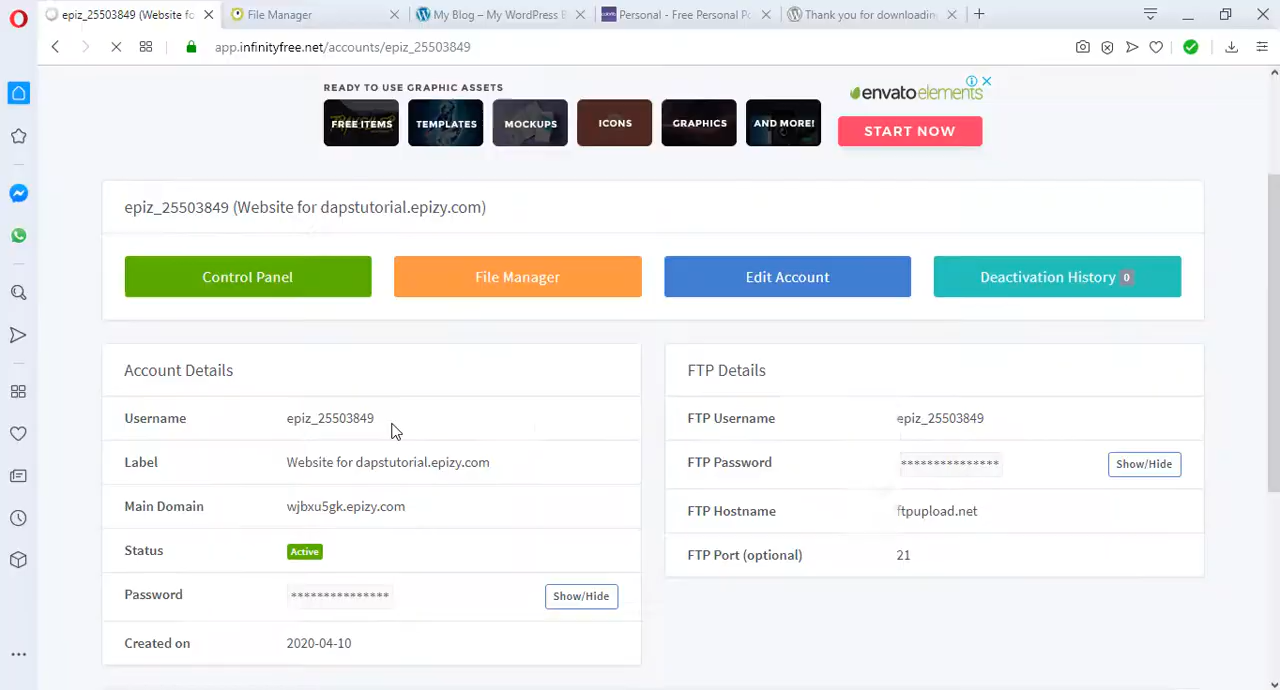 epiz_25503849 (Website fo
File Manager
My Blog – My WordPress B
Personal - Free Personal Po
Thank you for downloading
app.infinityfree.net/accounts/epiz_25503849
READY TO USE GRAPHIC ASSETS
FREE ITEMS
TEMPLATES
MOCKUPS
ICONS
GRAPHICS
AND MORE!
envatoelements
START NOW
epiz_25503849 (Website for dapstutorial.epizy.com)
Control Panel
File Manager
Edit Account
Deactivation History 0
Account Details
Username epiz_25503849
Label Website for dapstutorial.epizy.com
Main Domain wjbxu5gk.epizy.com
Status Active
Password *************** Show/Hide
Created on 2020-04-10
FTP Details
FTP Username epiz_25503849
FTP Password *************** Show/Hide
FTP Hostname ftpupload.net
FTP Port (optional) 21